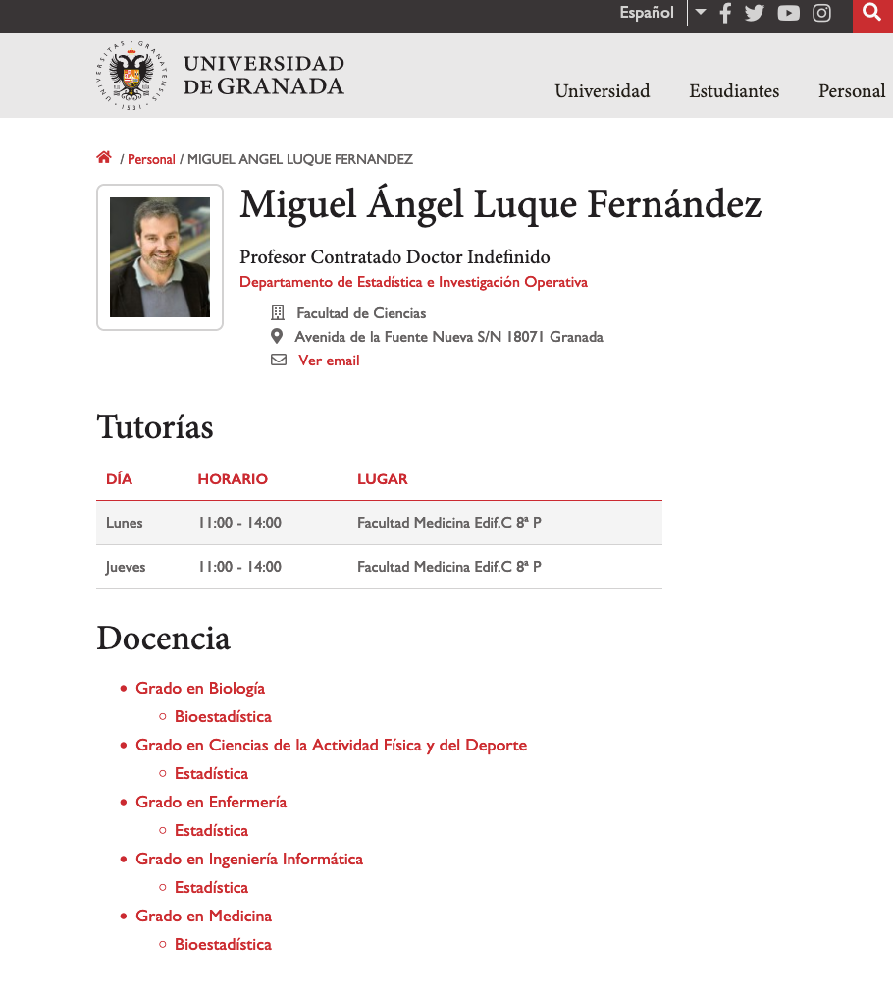 Español
UNIVERSITAS GRANATENSIS 1531
UNIVERSIDAD
DE GRANADA
Universidad Estudiantes Personal
/ Personal / MIGUEL ANGEL LUQUE FERNANDEZ
Miguel Ángel Luque Fernández
Profesor Contratado Doctor Indefinido
Departamento de Estadística e Investigación Operativa
Facultad de Ciencias
Avenida de la Fuente Nueva S/N 18071 Granada
Ver email
Tutorías
DÍA HORARIO LUGAR
Lunes 11:00 - 14:00 Facultad Medicina Edif.C 8ª P
Jueves 11:00 - 14:00 Facultad Medicina Edif.C 8ª P
Docencia
Grado en Biología
Bioestadística
Grado en Ciencias de la Actividad Física y del Deporte
Estadística
Grado en Enfermería
Estadística
Grado en Ingeniería Informática
Estadística
Grado en Medicina
Bioestadística